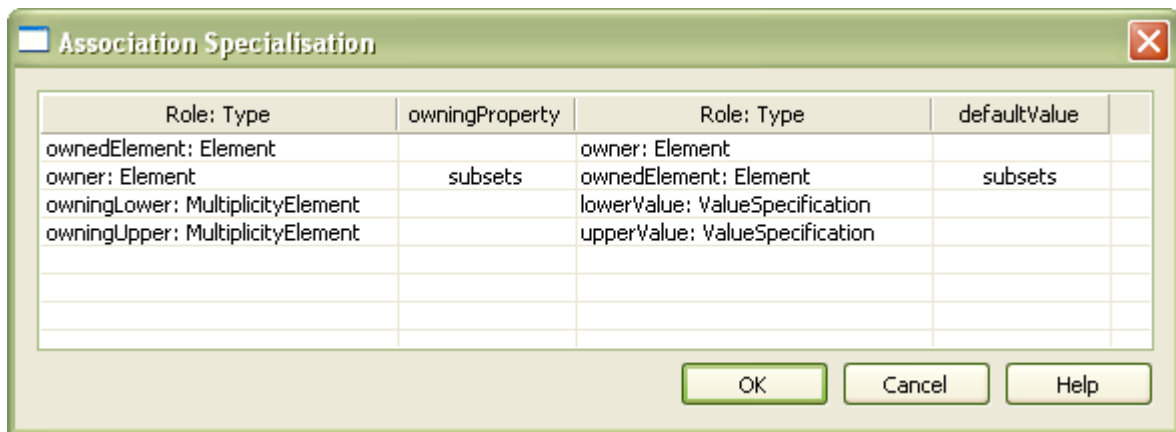 Association Specialisation
Role: Type owningProperty Role: Type defaultValue
ownedElement: Element owner: Element
owner: Element subsets ownedElement: Element subsets
owningLower: MultiplicityElement lowerValue: ValueSpecification
owningUpper: MultiplicityElement upperValue: ValueSpecification
OK Cancel Help